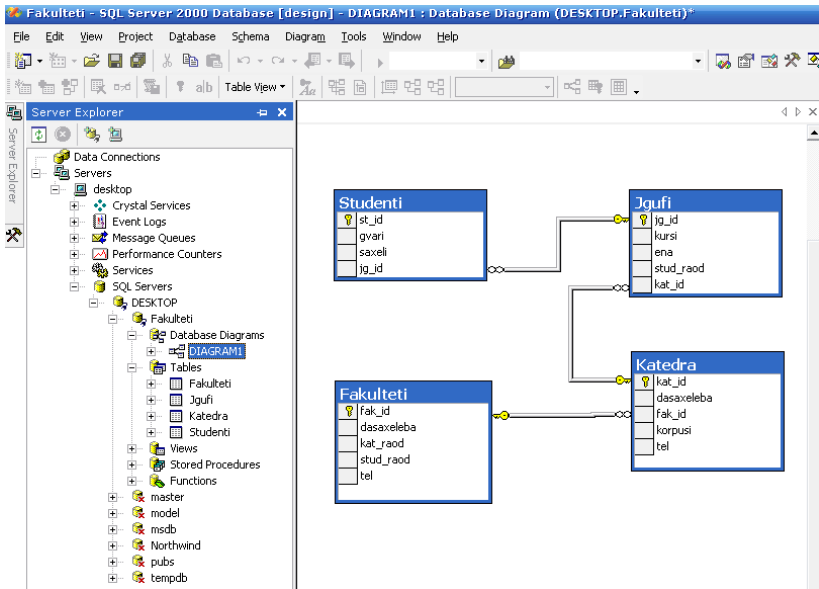 Fakulteti - SQL Server 2000 Database [design] - DIAGRAM1 : Database Diagram (DESKTOP.Fakulteti)*
File Edit View Project Database Schema Diagram Tools Window Help
a|b Table View
Server Explorer
Server Explorer
Data Connections
Servers
desktop
Crystal Services
Event Logs
Message Queues
Performance Counters
Services
SQL Servers
DESKTOP
Fakulteti
Database Diagrams
DIAGRAM1
Tables
Fakulteti
Jgufi
Katedra
Studenti
Views
Stored Procedures
Functions
master
model
msdb
Northwind
pubs
tempdb
Studenti
st_id
gvari
saxeli
jg_id
Jgufi
jg_id
kursi
ena
stud_raod
kat_id
Fakulteti
fak_id
dasaxeleba
kat_raod
stud_raod
tel
Katedra
kat_id
dasaxeleba
fak_id
korpusi
tel